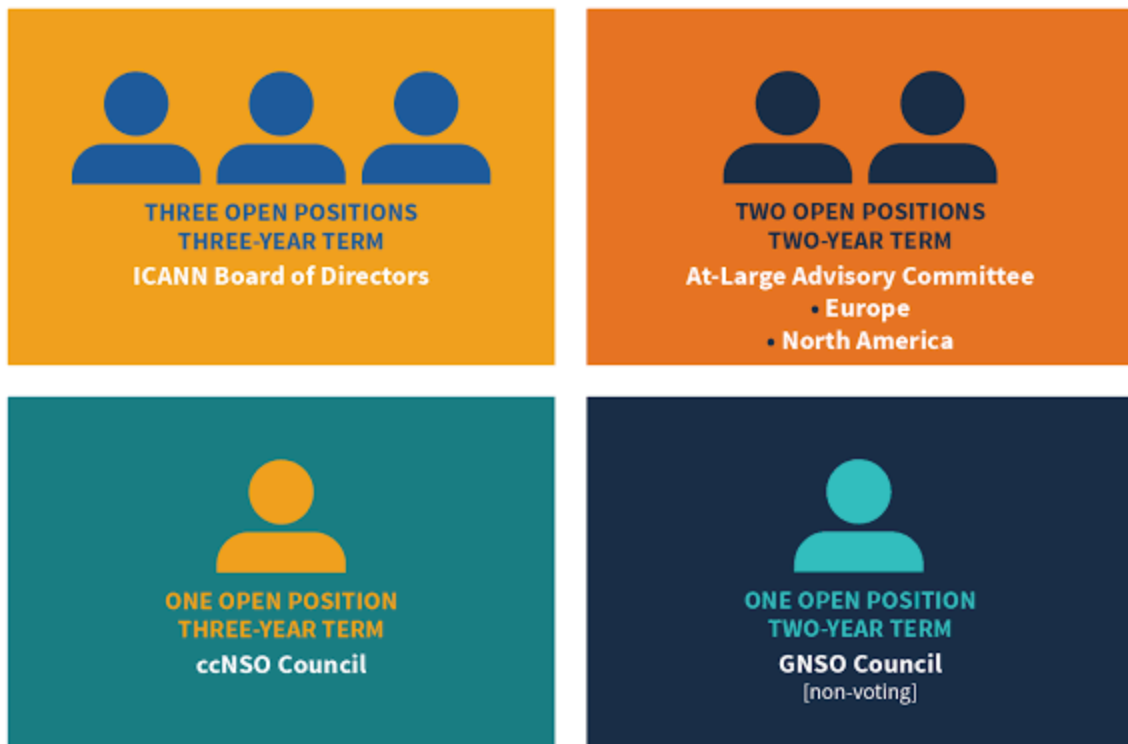 THREE OPEN POSITIONS
THREE-YEAR TERM
ICANN Board of Directors
TWO OPEN POSITIONS
TWO-YEAR TERM
At-Large Advisory Committee
• Europe
• North America
ONE OPEN POSITION
THREE-YEAR TERM
ccNSO Council
ONE OPEN POSITION
TWO-YEAR TERM
GNSO Council
[non-voting]